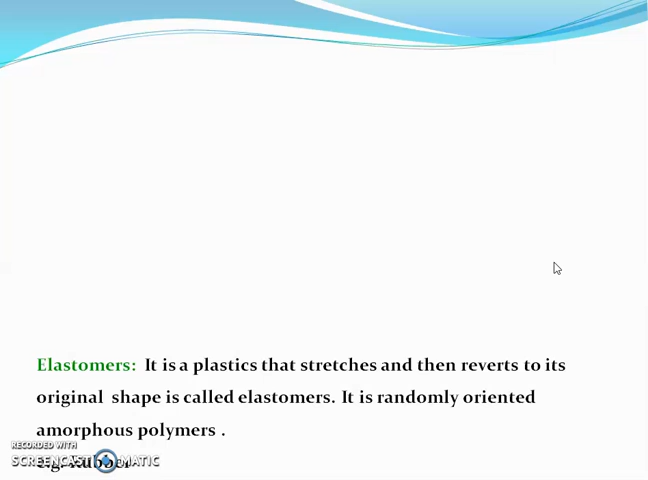 Elastomers: It is a plastics that stretches and then reverts to its
original shape is called elastomers. It is randomly oriented
amorphous polymers .
RECORDED WITH
SCREENCAST MATIC
e.g. Rubber